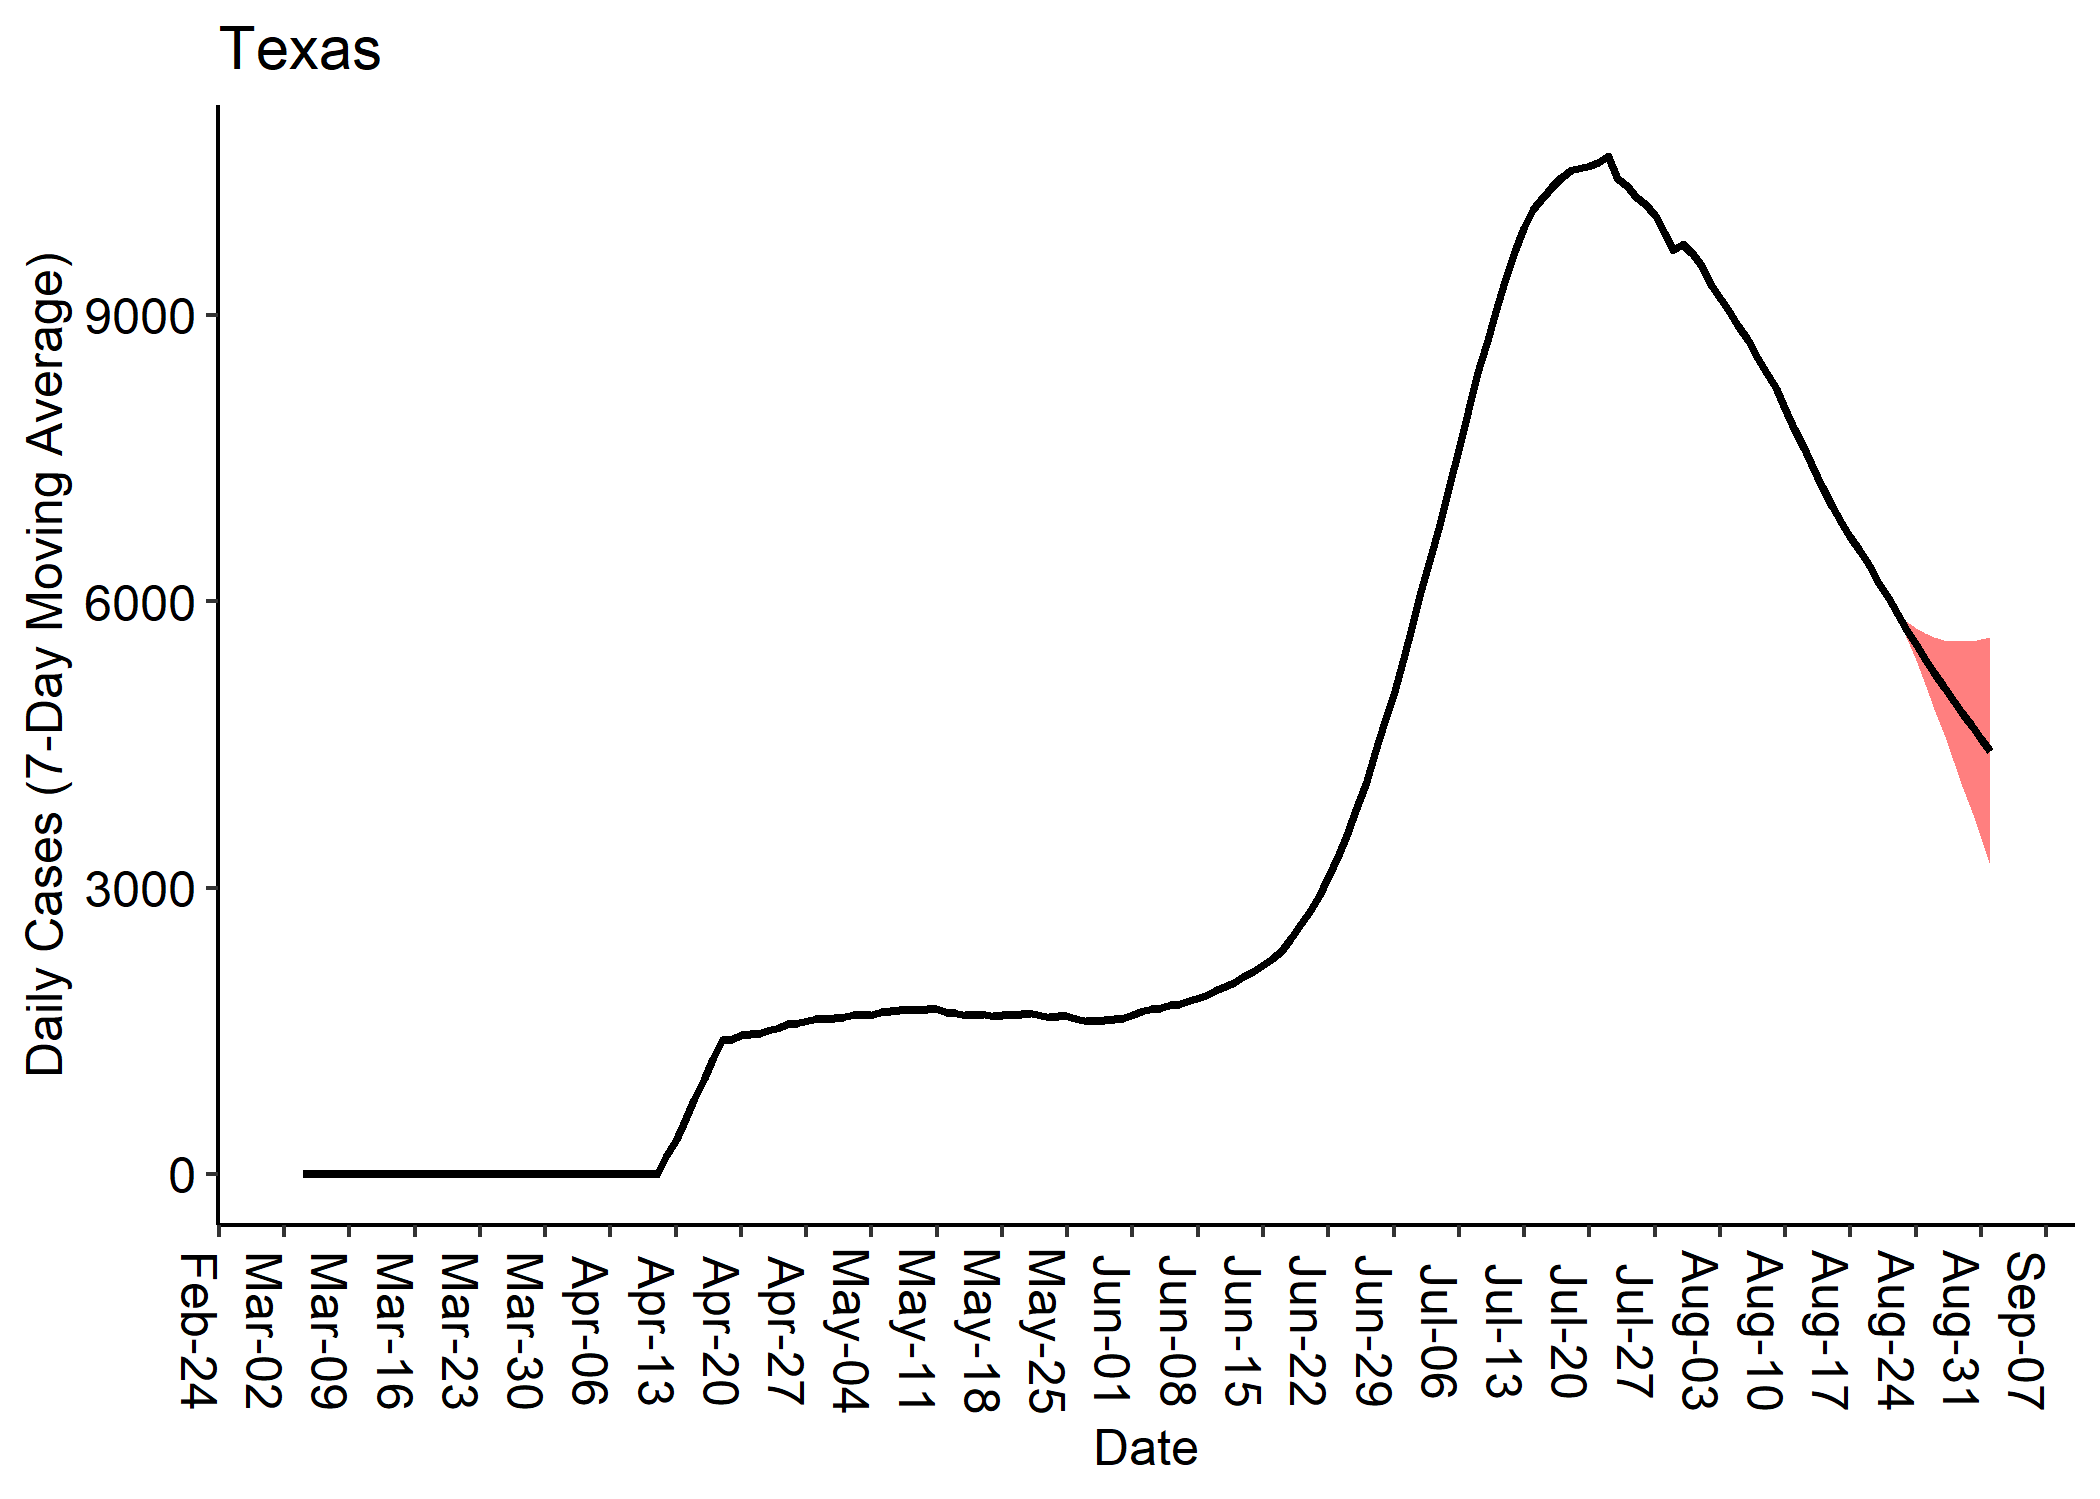 Texas
Daily Cases (7-Day Moving Average)
9000
6000
3000
0
Feb-24
Mar-02
Mar-09
Mar-16
Mar-23
Mar-30
Apr-06
Apr-13
Apr-20
Apr-27
May-04
May-11
May-18
May-25
Jun-01
Jun-08
Jun-15
Jun-22
Jun-29
Jul-06
Jul-13
Jul-20
Jul-27
Aug-03
Aug-10
Aug-17
Aug-24
Aug-31
Sep-07
Date